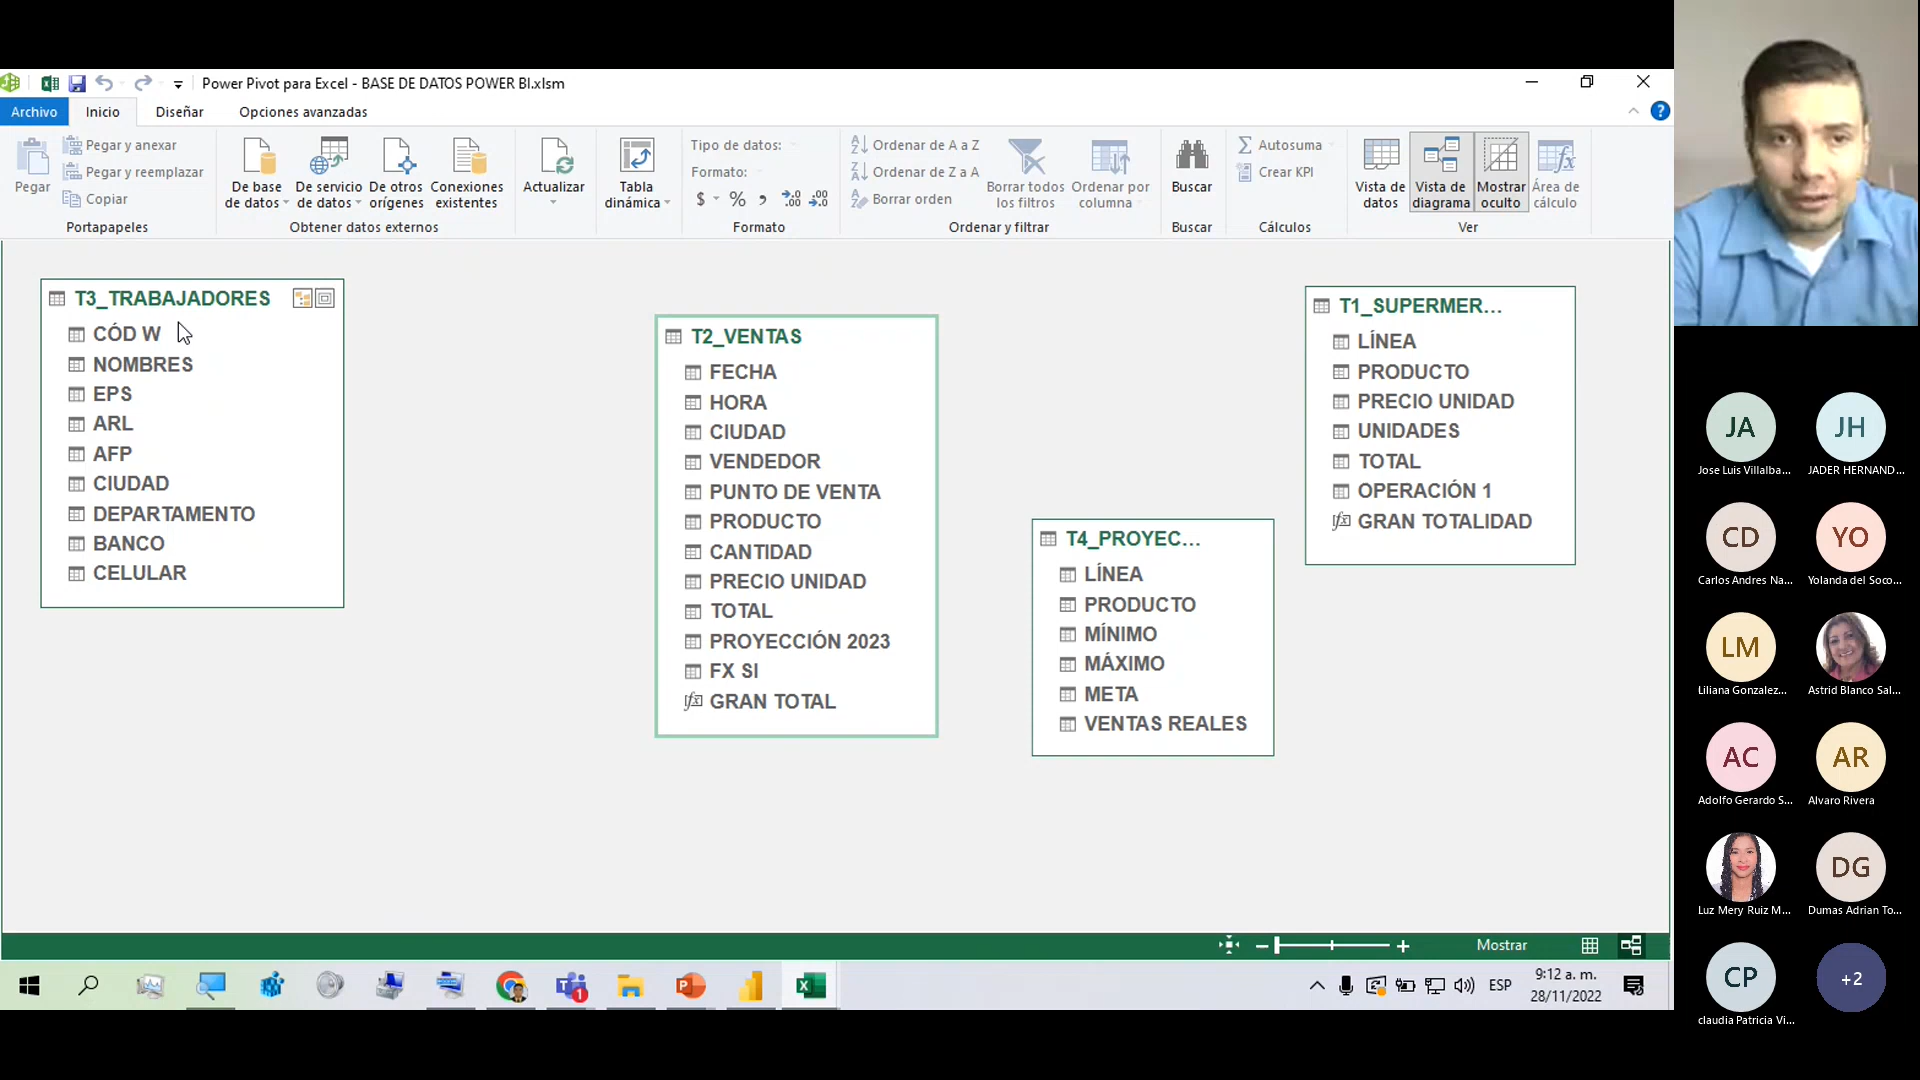 Power Pivot para Excel - BASE DE DATOS POWER BI.xlsm
Archivo
Inicio
Diseñar
Opciones avanzadas
Pegar
Pegar y anexar
Pegar y reemplazar
Copiar
Portapapeles
De base
de datos
De servicio
de datos
De otros
orígenes
Conexiones
existentes
Obtener datos externos
Actualizar
Tabla
dinámica
Tipo de datos:
Formato:
$ % ,
Formato
Ordenar de A a Z
Ordenar de Z a A
Borrar orden
Borrar todos
los filtros
Ordenar por
columna
Ordenar y filtrar
Buscar
Buscar
Autosuma
Crear KPI
Cálculos
Vista de
datos
Vista de
diagrama
Mostrar
oculto
Área de
cálculo
Ver
T3_TRABAJADORES
CÓD W
NOMBRES
EPS
ARL
AFP
CIUDAD
DEPARTAMENTO
BANCO
CELULAR
T2_VENTAS
FECHA
HORA
CIUDAD
VENDEDOR
PUNTO DE VENTA
PRODUCTO
CANTIDAD
PRECIO UNIDAD
TOTAL
PROYECCIÓN 2023
FX SI
GRAN TOTAL
T4_PROYEC...
LÍNEA
PRODUCTO
MÍNIMO
MÁXIMO
META
VENTAS REALES
T1_SUPERMER...
LÍNEA
PRODUCTO
PRECIO UNIDAD
UNIDADES
TOTAL
OPERACIÓN 1
GRAN TOTALIDAD
Mostrar
ESP
9:12 a. m.
28/11/2022
JA
Jose Luis Villalba...
JH
JADER HERNAND...
CD
Carlos Andres Na...
YO
Yolanda del Soco...
LM
Liliana Gonzalez...
Astrid Blanco Sal...
AC
Adolfo Gerardo S...
AR
Alvaro Rivera
Luz Mery Ruiz M...
DG
Dumas Adrian To...
CP
claudia Patricia Vi...
+2